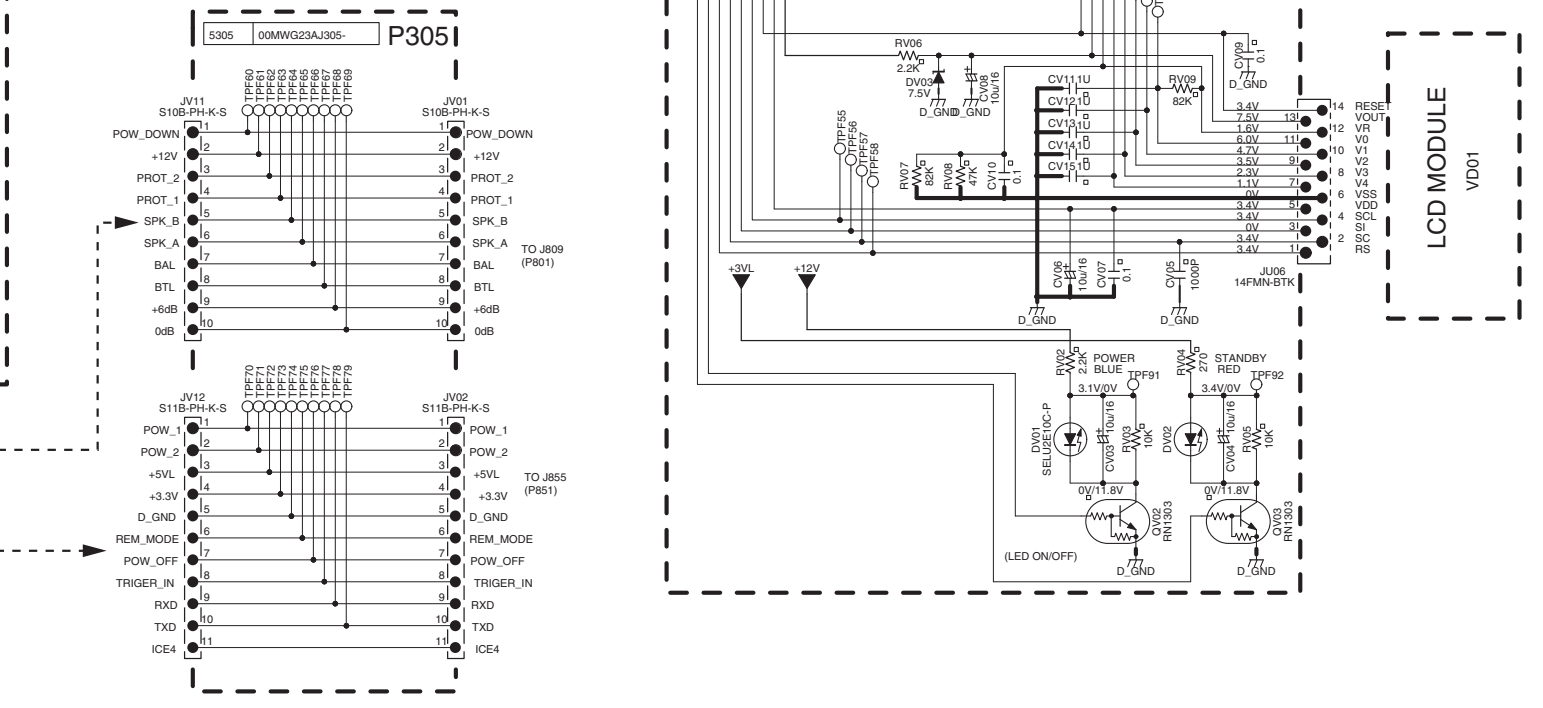 5305 00MWG23AJ305- P305
TPF60 TPF61 TPF62 TPF63 TPF64 TPF65 TPF66 TPF67 TPF68 TPF69
JV11
S10B-PH-K-S
JV01
S10B-PH-K-S
POW_DOWN 1 1 POW_DOWN
+12V 2 2 +12V
PROT_2 3 3 PROT_2
PROT_1 4 4 PROT_1
SPK_B 5 5 SPK_B
SPK_A 6 6 SPK_A
BAL 7 7 BAL
BTL 8 8 BTL
+6dB 9 9 +6dB
0dB 10 10 0dB
TO J809
(P801)
TPF70 TPF71 TPF72 TPF73 TPF74 TPF75 TPF76 TPF77 TPF78 TPF79
JV12
S11B-PH-K-S
JV02
S11B-PH-K-S
POW_1 1 1 POW_1
POW_2 2 2 POW_2
+5VL 3 3 +5VL
+3.3V 4 4 +3.3V
D_GND 5 5 D_GND
REM_MODE 6 6 REM_MODE
POW_OFF 7 7 POW_OFF
TRIGER_IN 8 8 TRIGER_IN
RXD 9 9 RXD
TXD 10 10 TXD
ICE4 11 11 ICE4
TO J855
(P851)
RV06
2.2K
DV03
7.5V
D_GND
CV08
10u/16
D_GND
CV09
0.1
D_GND
CV11 1U
CV12 1U
CV13 1U
CV14 1U
CV15 1U
RV09
82K
TPF55
TPF56
TPF57
TPF58
RV07
82K
RV08
47K
CV10
0.1
3.4V 14 RESET
7.5V 13 VOUT
1.6V 12 VR
6.0V 11 V0
4.7V 10 V1
3.5V 9 V2
2.3V 8 V3
1.1V 7 V4
0V 6 VSS
3.4V 5 VDD
3.4V 4 SCL
0V 3 SI
3.4V 2 SC
3.4V 1 RS
JU06
14FMN-BTK
LCD MODULE
VD01
+3VL
+12V
CV06
10u/16
CV07
0.1
CV05
1000P
D_GND
D_GND
RV02
2.2K
POWER
BLUE
TPF91
3.1V/0V
RV04
270
STANDBY
RED
TPF92
3.4V/0V
DV01
SELU2E10C-P
CV03
10u/16
RV03
10K
DV02
CV04
10u/16
RV05
10K
0V/11.8V
0V/11.8V
QV02
RN1303
QV03
RN1303
(LED ON/OFF)
D_GND
D_GND